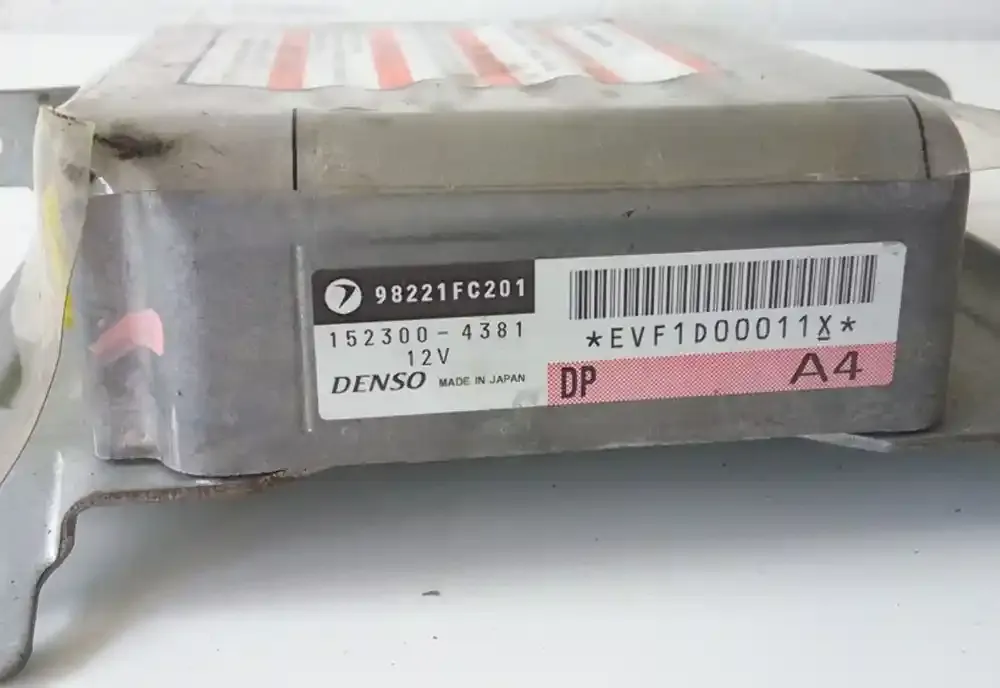 98221FC201
152300-4381
12V
DENSO MADE IN JAPAN
*EVF1D00011X*
DP A4